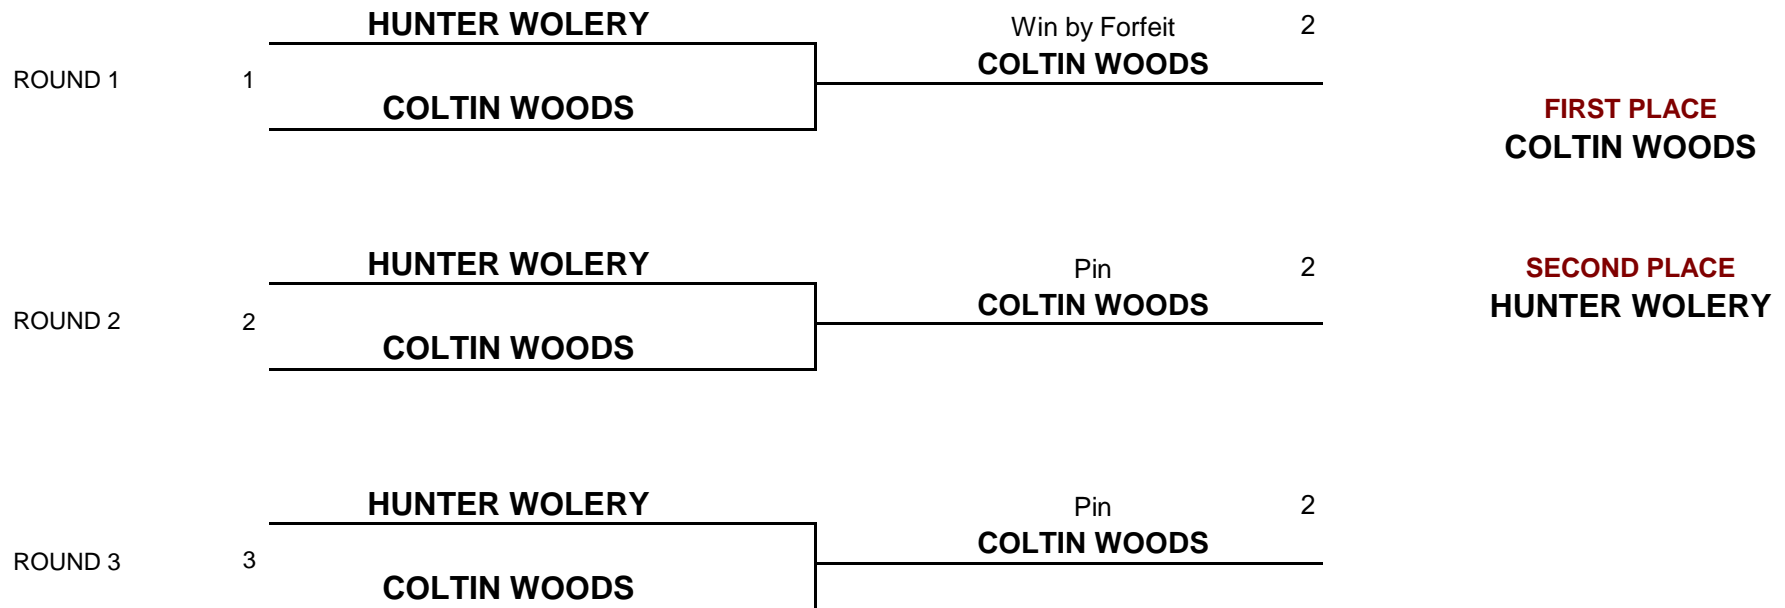 HUNTER WOLERY
Win by Forfeit 2
COLTIN WOODS
ROUND 1 1
COLTIN WOODS
FIRST PLACE
COLTIN WOODS
HUNTER WOLERY
Pin 2
SECOND PLACE
COLTIN WOODS
HUNTER WOLERY
ROUND 2 2
COLTIN WOODS
HUNTER WOLERY
Pin 2
COLTIN WOODS
ROUND 3 3
COLTIN WOODS